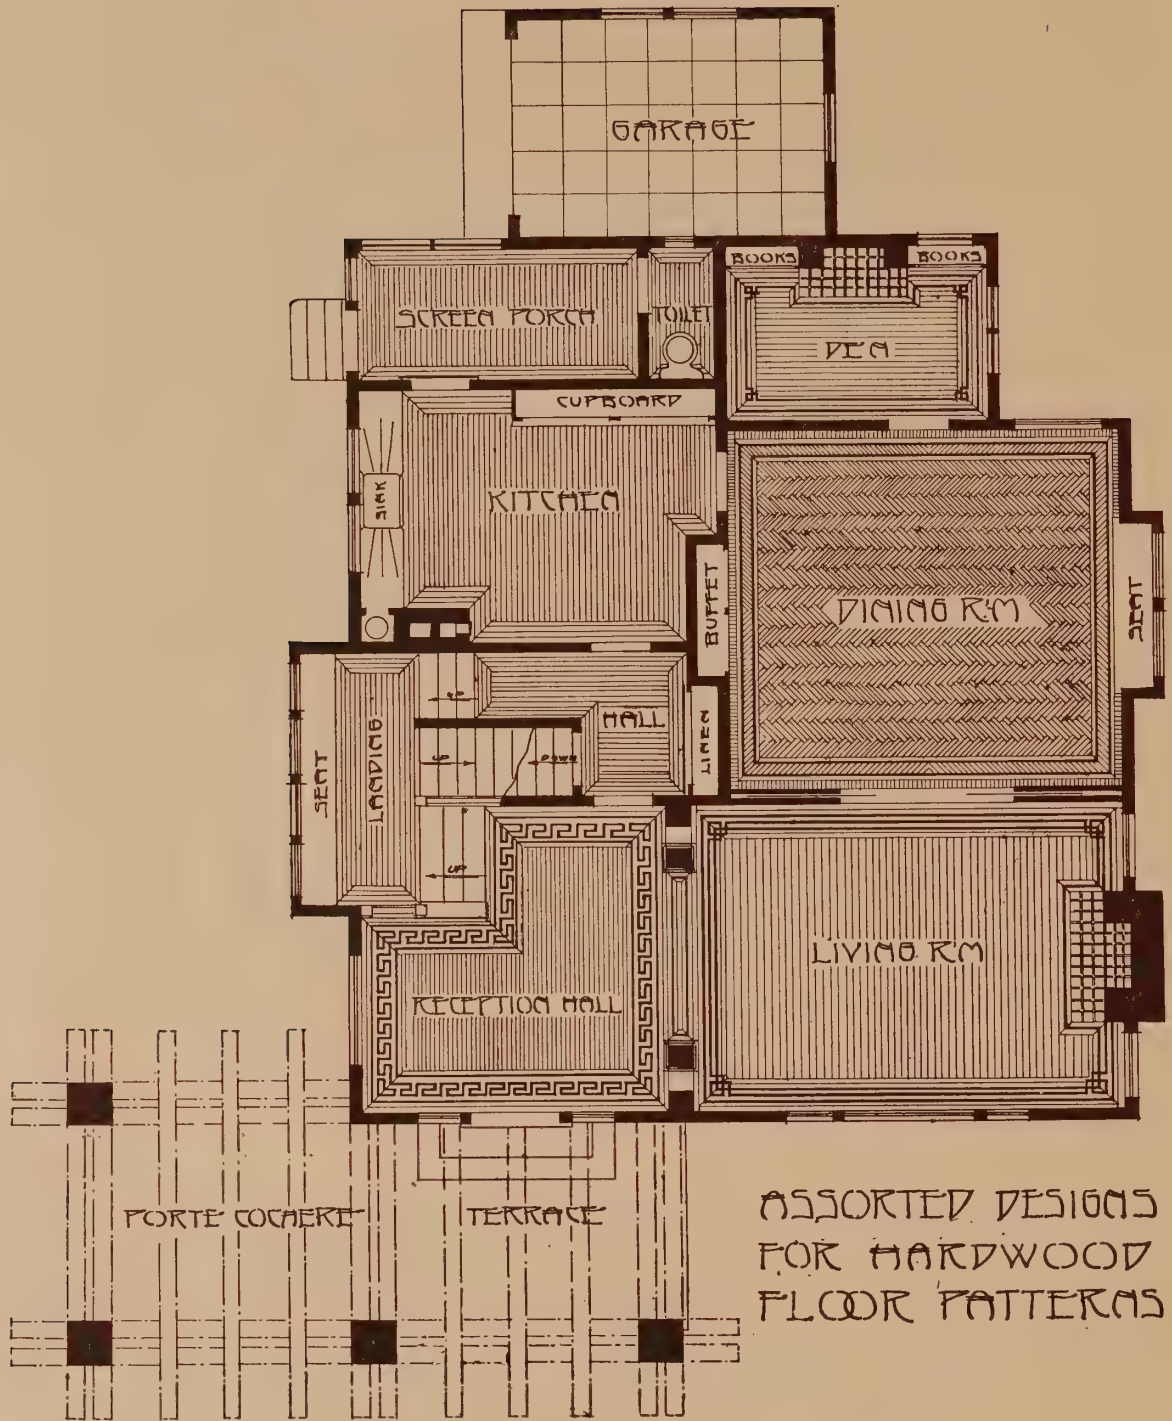 GARAGE
BOOKS
BOOKS
SCREEN PORCH
TOILET
DEN
CUPBOARD
SINK
KITCHEN
BUFFET
DINING R'M
SEAT
UP
HALL
LINEN
SEAT
LANDING
UP
DOWN
UP
LIVING R'M
RECEPTION HALL
PORTE COCHERE
TERRACE
ASSORTED DESIGNS
FOR HARDWOOD
FLOOR PATTERNS